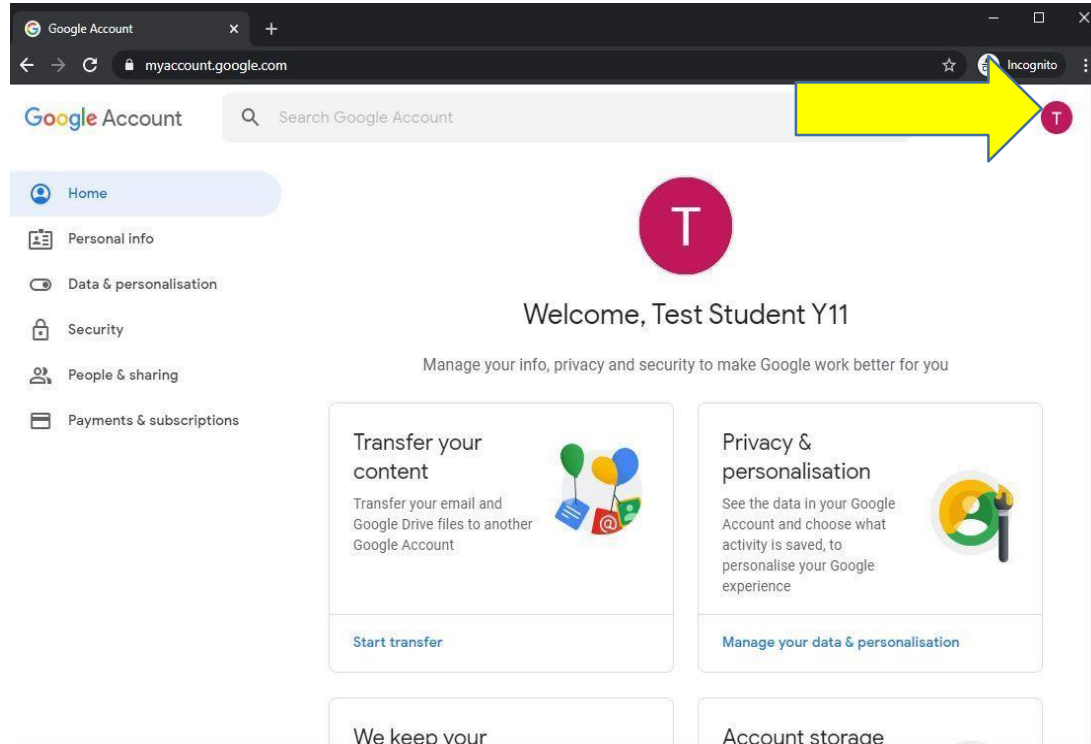 Google Account
myaccount.google.com
Incognito
Google Account
Search Google Account
T
Home
Personal info
Data & personalisation
Security
People & sharing
Payments & subscriptions
T
Welcome, Test Student Y11
Manage your info, privacy and security to make Google work better for you
Transfer your
content
Transfer your email and
Google Drive files to another
Google Account
Start transfer
Privacy &
personalisation
See the data in your Google
Account and choose what
activity is saved, to
personalise your Google
experience
Manage your data & personalisation
We keep your
Account storage